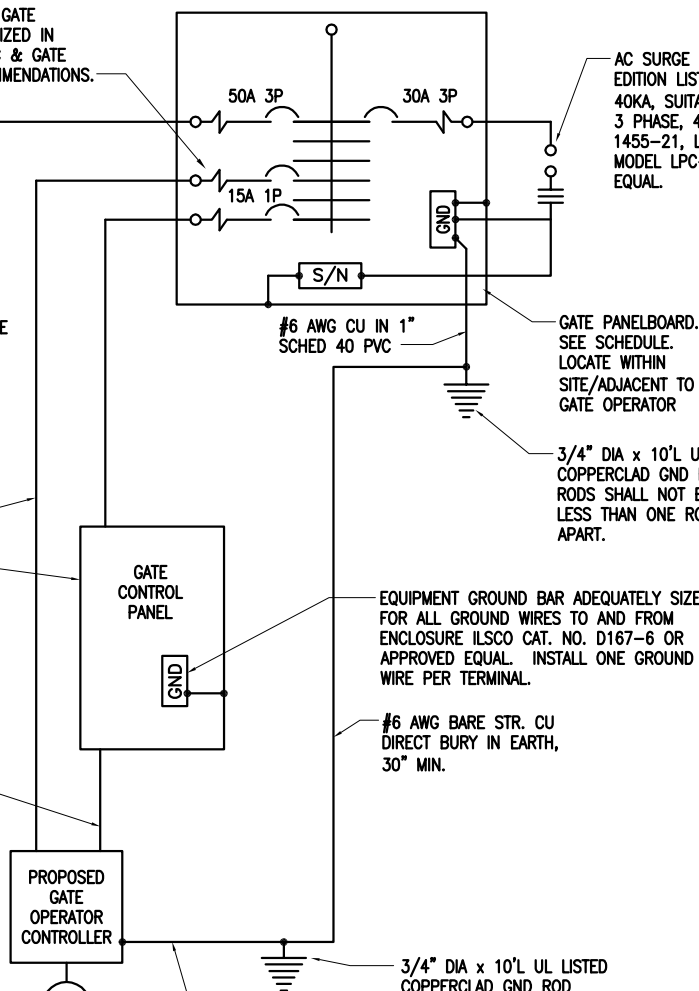 GATE
IZED IN
& GATE
MENDATIONS.
50A 3P
30A 3P
15A 1P
GND
S/N
AC SURGE
EDITION LIST
40KA, SUITA
3 PHASE, 4
1455-21, L
MODEL LPC-
EQUAL.
#6 AWG CU IN 1"
SCHED 40 PVC
GATE PANELBOARD.
SEE SCHEDULE.
LOCATE WITHIN
SITE/ADJACENT TO
GATE OPERATOR
E
3/4" DIA x 10'L U
COPPERCLAD GND
RODS SHALL NOT B
LESS THAN ONE RO
APART.
GATE
CONTROL
PANEL
GND
EQUIPMENT GROUND BAR ADEQUATELY SIZE
FOR ALL GROUND WIRES TO AND FROM
ENCLOSURE ILSCO CAT. NO. D167-6 OR
APPROVED EQUAL. INSTALL ONE GROUND
WIRE PER TERMINAL.
#6 AWG BARE STR. CU
DIRECT BURY IN EARTH,
30" MIN.
PROPOSED
GATE
OPERATOR
CONTROLLER
3/4" DIA x 10'L UL LISTED
COPPERCLAD GND ROD